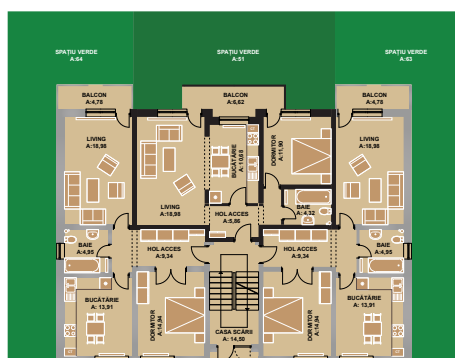 SPAȚIU VERDE
A:64
SPAȚIU VERDE
A:51
SPAȚIU VERDE
A:63
BALCON
A:4,78
BALCON
A:6,62
BALCON
A:4,78
LIVING
A:18,98
BUCĂTĂRIE
A: 10,68
DORMITOR
A:11,90
LIVING
A:18,98
LIVING
A:18,98
HOL ACCES
A:5,86
BAIE
A:4,32
BAIE
A:4,95
HOL ACCES
A:9,34
HOL ACCES
A:9,34
BAIE
A:4,95
BUCĂTĂRIE
A: 13,91
DORMITOR
A:14,94
CASA SCĂRII
A: 14,50
DORMITOR
A:14,94
BUCĂTĂRIE
A: 13,91